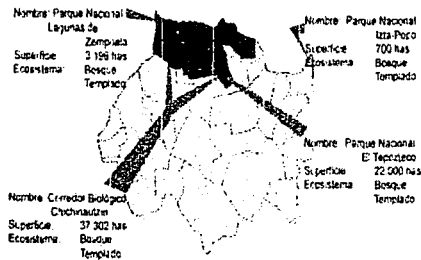 Nombre: Parque Nacional
Lagunas de
Zempoala
Superficie: 3 196 has
Ecosistema: Bosque
Templado
Nombre: Parque Nacional
Izta-Popo
Superficie: 700 has
Ecosistema: Bosque
Templado
Nombre: Parque Nacional
El Tepozteco
Superficie: 22 000 has
Ecosistema: Bosque
Templado
Nombre: Corredor Biológico
Chichinautzin
Superficie: 37 302 has
Ecosistema: Bosque
Templado